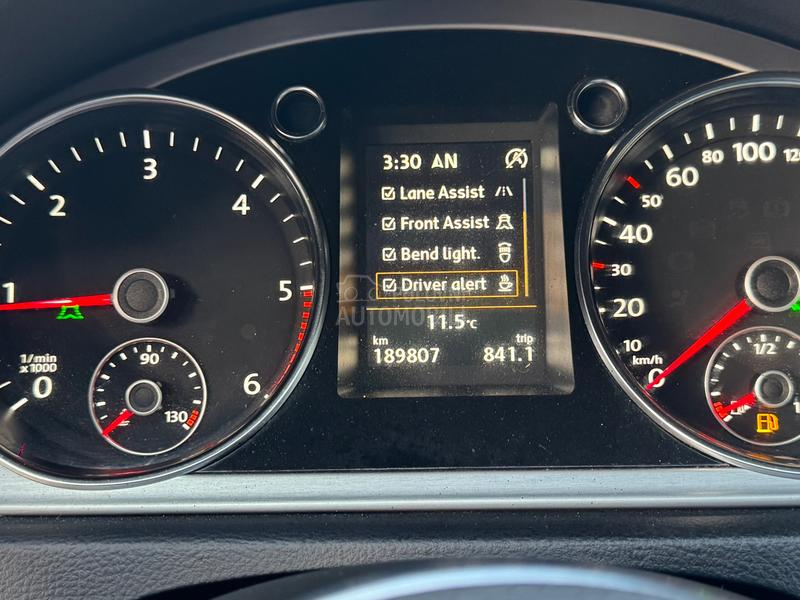 3:30 AN
Lane Assist
Front Assist
Bend light.
Driver alert
AUTOMOTO
11.5°C
km trip
189807 841.1
0
1
2
3
4
5
6
1/min
x1000
90
130
0
10
20
30
40
50
60
80
100
km/h
1/2